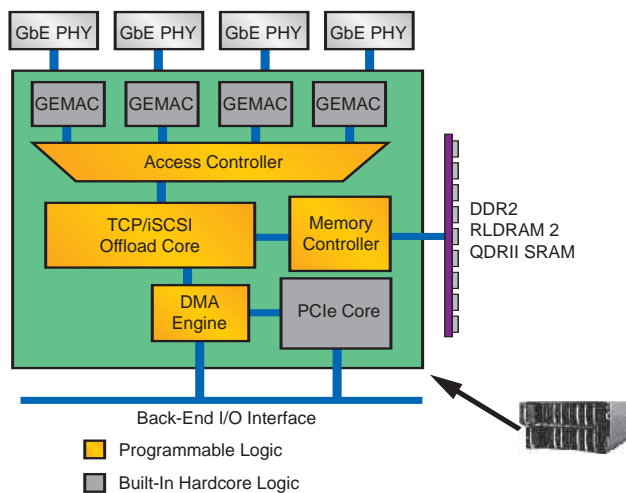 GbE PHY
GbE PHY
GbE PHY
GbE PHY
GEMAC
GEMAC
GEMAC
GEMAC
Access Controller
TCP/iSCSI
Offload Core
Memory
Controller
DDR2
RLDRAM 2
QDRII SRAM
DMA
Engine
PCIe Core
Back-End I/O Interface
Programmable Logic
Built-In Hardcore Logic